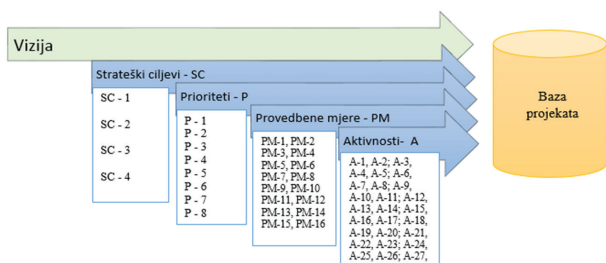 Vizija
Strateški ciljevi - SC
SC - 1
SC - 2
SC - 3
SC - 4
Prioriteti - P
P - 1
P - 2
P - 3
P - 4
P - 5
P - 6
P - 7
P - 8
Provedbene mjere - PM
PM-1, PM-2
PM-3, PM-4
PM-5, PM-6
PM-7, PM-8
PM-9, PM-10
PM-11, PM-12
PM-13, PM-14
PM-15, PM-16
Aktivnosti- A
A-1, A-2; A-3,
A-4, A-5; A-6,
A-7, A-8; A-9,
A-10, A-11; A-12,
A-13, A-14; A-15,
A-16, A-17; A-18,
A-19, A-20; A-21,
A-22, A-23; A-24,
A-25, A-26; A-27,
Baza
projekata